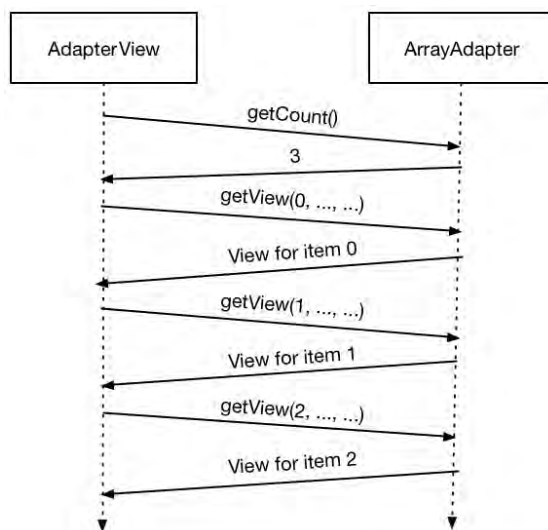 AdapterView
ArrayAdapter
getCount()
3
getView(0, ..., ...)
View for item 0
getView(1, ..., ...)
View for item 1
getView(2, ..., ...)
View for item 2